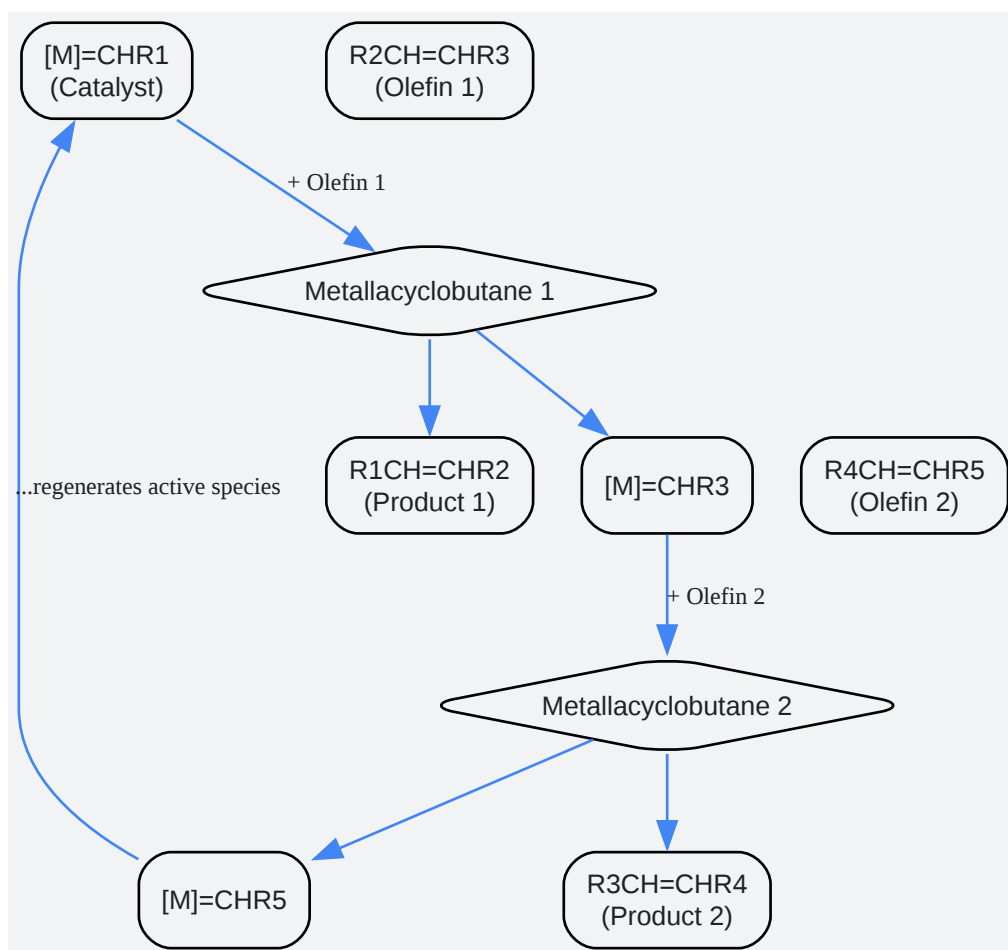 [M]=CHR1
(Catalyst)
R2CH=CHR3
(Olefin 1)
+ Olefin 1
Metallacyclobutane 1
...regenerates active species
R1CH=CHR2
(Product 1)
[M]=CHR3
R4CH=CHR5
(Olefin 2)
+ Olefin 2
Metallacyclobutane 2
[M]=CHR5
R3CH=CHR4
(Product 2)